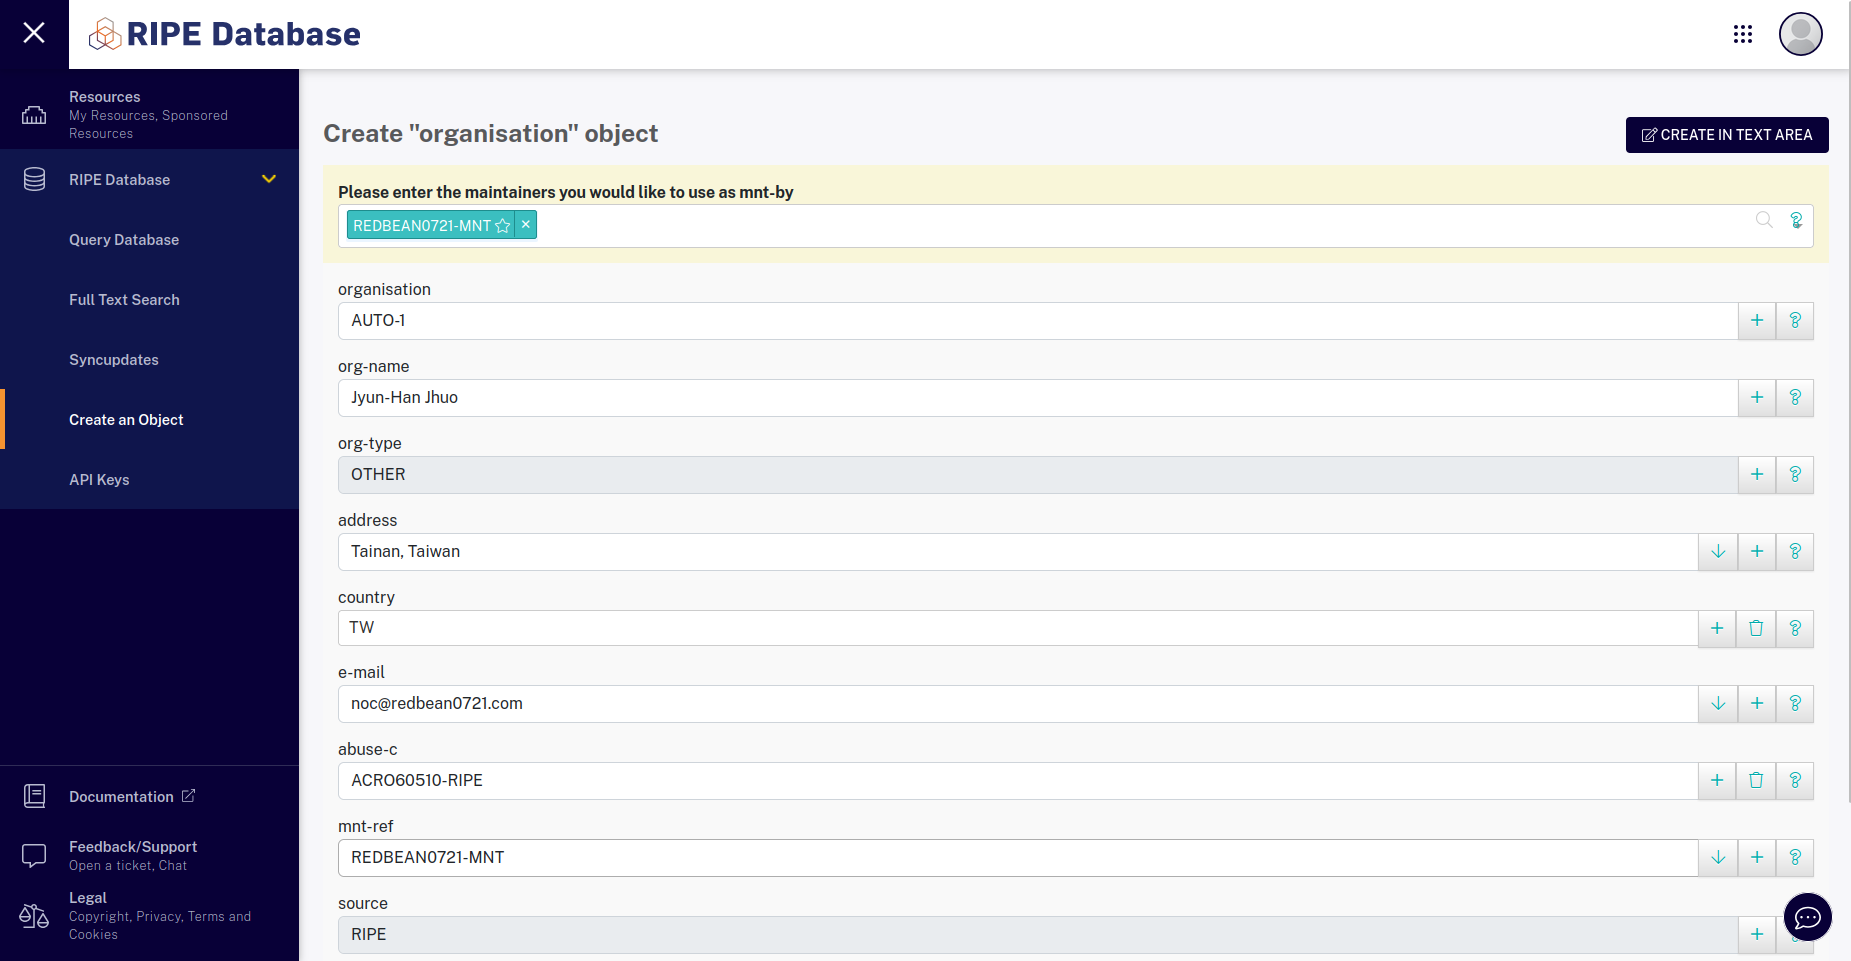 RIPE Database
Resources
My Resources, Sponsored
Resources
RIPE Database
Query Database
Full Text Search
Syncupdates
Create an Object
API Keys
Documentation
Feedback/Support
Open a ticket, Chat
Legal
Copyright, Privacy, Terms and
Cookies
Create "organisation" object
CREATE IN TEXT AREA
Please enter the maintainers you would like to use as mnt-by
REDBEAN0721-MNT ×
organisation
AUTO-1
org-name
Jyun-Han Jhuo
org-type
OTHER
address
Tainan, Taiwan
country
TW
e-mail
noc@redbean0721.com
abuse-c
ACRO60510-RIPE
mnt-ref
REDBEAN0721-MNT
source
RIPE